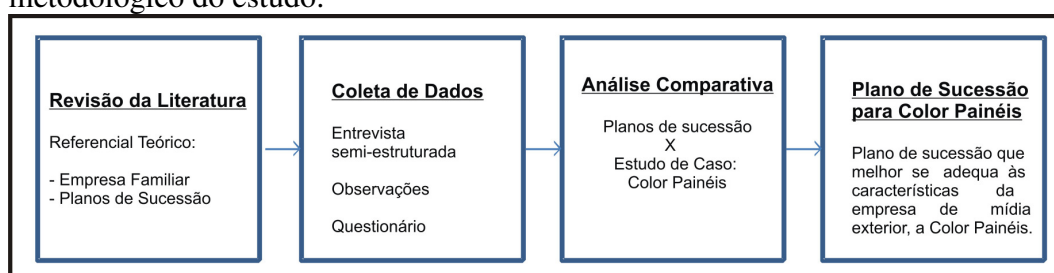 metodológico do estudo.
Revisão da Literatura
Referencial Teórico:
- Empresa Familiar
- Planos de Sucessão
Coleta de Dados
Entrevista
semi-estruturada
Observações
Questionário
Análise Comparativa
Planos de sucessão
X
Estudo de Caso:
Color Painéis
Plano de Sucessão
para Color Painéis
Plano de sucessão que
melhor se adequa às
características da
empresa de mídia
exterior, a Color Painéis.